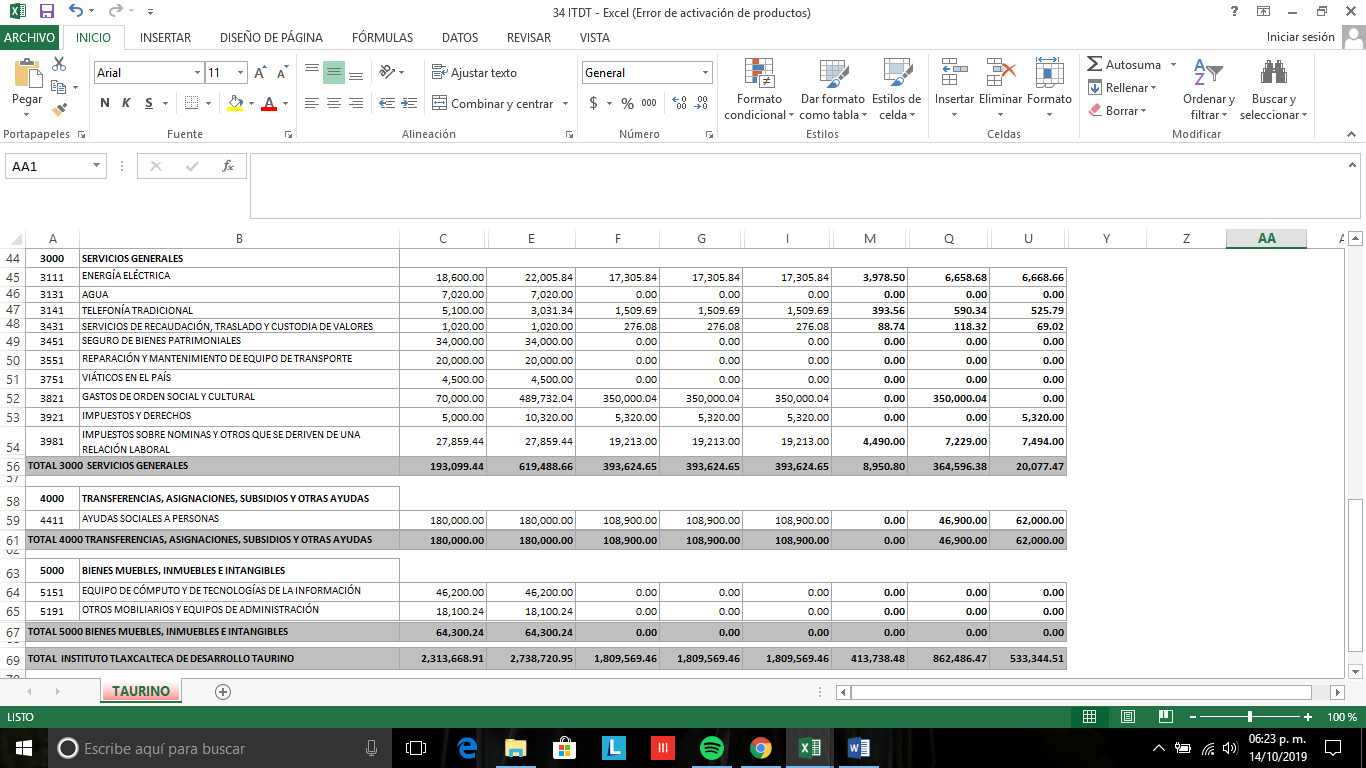 34 ITDT - Excel (Error de activación de productos)
ARCHIVO INICIO INSERTAR DISEÑO DE PÁGINA FÓRMULAS DATOS REVISAR VISTA Iniciar sesión
Pegar
Portapapeles
Arial 11
N K S
Fuente
Ajustar texto
Combinar y centrar
Alineación
General
$ % 000
Número
Formato condicional
Dar formato como tabla
Estilos de celda
Estilos
Insertar Eliminar Formato
Celdas
Autosuma
Rellenar
Borrar
Ordenar y filtrar
Buscar y seleccionar
Modificar
AA1 fx
A B C E F G I M Q U Y Z AA
44 3000 SERVICIOS GENERALES
45 3111 ENERGÍA ELÉCTRICA 18,600.00 22,005.84 17,305.84 17,305.84 17,305.84 3,978.50 6,658.68 6,668.66
46 3131 AGUA 7,020.00 7,020.00 0.00 0.00 0.00 0.00 0.00 0.00
47 3141 TELEFONÍA TRADICIONAL 5,100.00 3,031.34 1,509.69 1,509.69 1,509.69 393.56 590.34 525.79
48 3431 SERVICIOS DE RECAUDACIÓN, TRASLADO Y CUSTODIA DE VALORES 1,020.00 1,020.00 276.08 276.08 276.08 88.74 118.32 69.02
49 3451 SEGURO DE BIENES PATRIMONIALES 34,000.00 34,000.00 0.00 0.00 0.00 0.00 0.00 0.00
50 3551 REPARACIÓN Y MANTENIMIENTO DE EQUIPO DE TRANSPORTE 20,000.00 20,000.00 0.00 0.00 0.00 0.00 0.00 0.00
51 3751 VIÁTICOS EN EL PAÍS 4,500.00 4,500.00 0.00 0.00 0.00 0.00 0.00 0.00
52 3821 GASTOS DE ORDEN SOCIAL Y CULTURAL 70,000.00 489,732.04 350,000.04 350,000.04 350,000.04 0.00 350,000.04 0.00
53 3921 IMPUESTOS Y DERECHOS 5,000.00 10,320.00 5,320.00 5,320.00 5,320.00 0.00 0.00 5,320.00
54 3981 IMPUESTOS SOBRE NOMINAS Y OTROS QUE SE DERIVEN DE UNA
RELACIÓN LABORAL 27,859.44 27,859.44 19,213.00 19,213.00 19,213.00 4,490.00 7,229.00 7,494.00
56 TOTAL 3000 SERVICIOS GENERALES 193,099.44 619,488.66 393,624.65 393,624.65 393,624.65 8,950.80 364,596.38 20,077.47
57
58 4000 TRANSFERENCIAS, ASIGNACIONES, SUBSIDIOS Y OTRAS AYUDAS
59 4411 AYUDAS SOCIALES A PERSONAS 180,000.00 180,000.00 108,900.00 108,900.00 108,900.00 0.00 46,900.00 62,000.00
61 TOTAL 4000 TRANSFERENCIAS, ASIGNACIONES, SUBSIDIOS Y OTRAS AYUDAS 180,000.00 180,000.00 108,900.00 108,900.00 108,900.00 0.00 46,900.00 62,000.00
62
63 5000 BIENES MUEBLES, INMUEBLES E INTANGIBLES
64 5151 EQUIPO DE CÓMPUTO Y DE TECNOLOGÍAS DE LA INFORMACIÓN 46,200.00 46,200.00 0.00 0.00 0.00 0.00 0.00 0.00
65 5191 OTROS MOBILIARIOS Y EQUIPOS DE ADMINISTRACIÓN 18,100.24 18,100.24 0.00 0.00 0.00 0.00 0.00 0.00
67 TOTAL 5000 BIENES MUEBLES, INMUEBLES E INTANGIBLES 64,300.24 64,300.24 0.00 0.00 0.00 0.00 0.00 0.00
69 TOTAL INSTITUTO TLAXCALTECA DE DESARROLLO TAURINO 2,313,668.91 2,738,720.95 1,809,569.46 1,809,569.46 1,809,569.46 413,738.48 862,486.47 533,344.51
TAURINO
LISTO 100 %
Escribe aquí para buscar
06:23 p. m.
14/10/2019